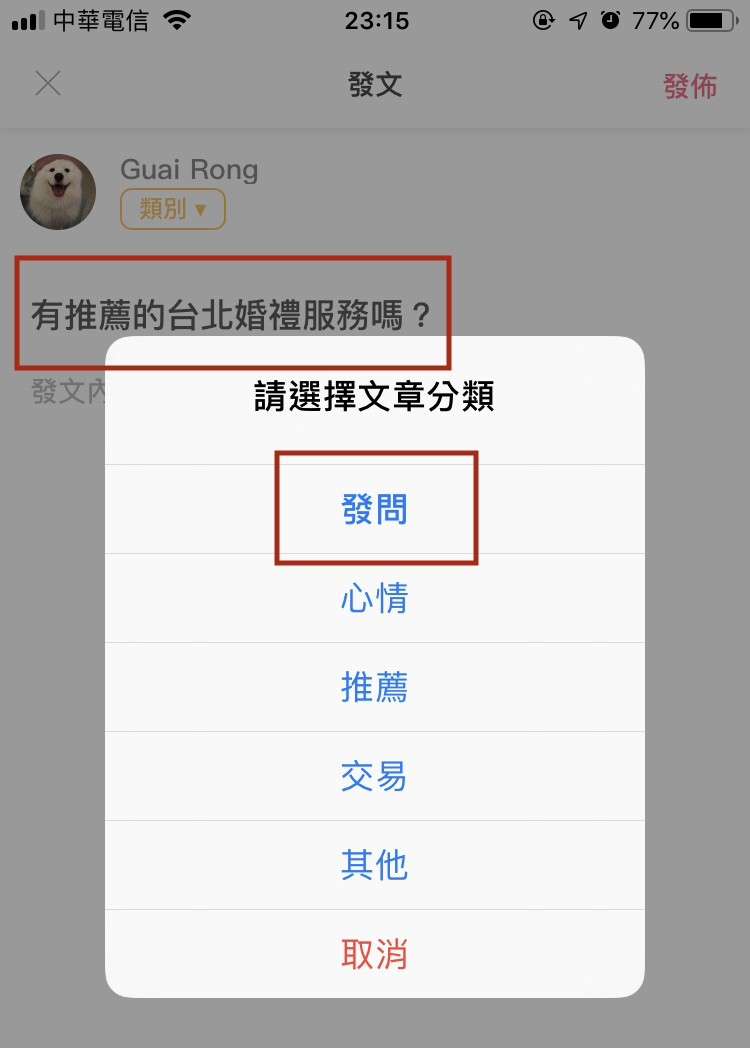 中華電信 23:15 77%
發文 發佈
Guai Rong
類別 ▼
有推薦的台北婚禮服務嗎？
發文內
請選擇文章分類
發問
心情
推薦
交易
其他
取消